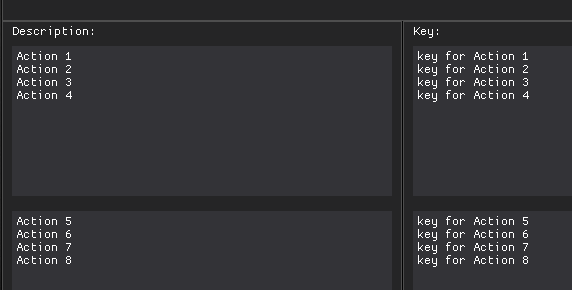 Description:
Action 1
Action 2
Action 3
Action 4
Action 5
Action 6
Action 7
Action 8
Key:
key for Action 1
key for Action 2
key for Action 3
key for Action 4
key for Action 5
key for Action 6
key for Action 7
key for Action 8